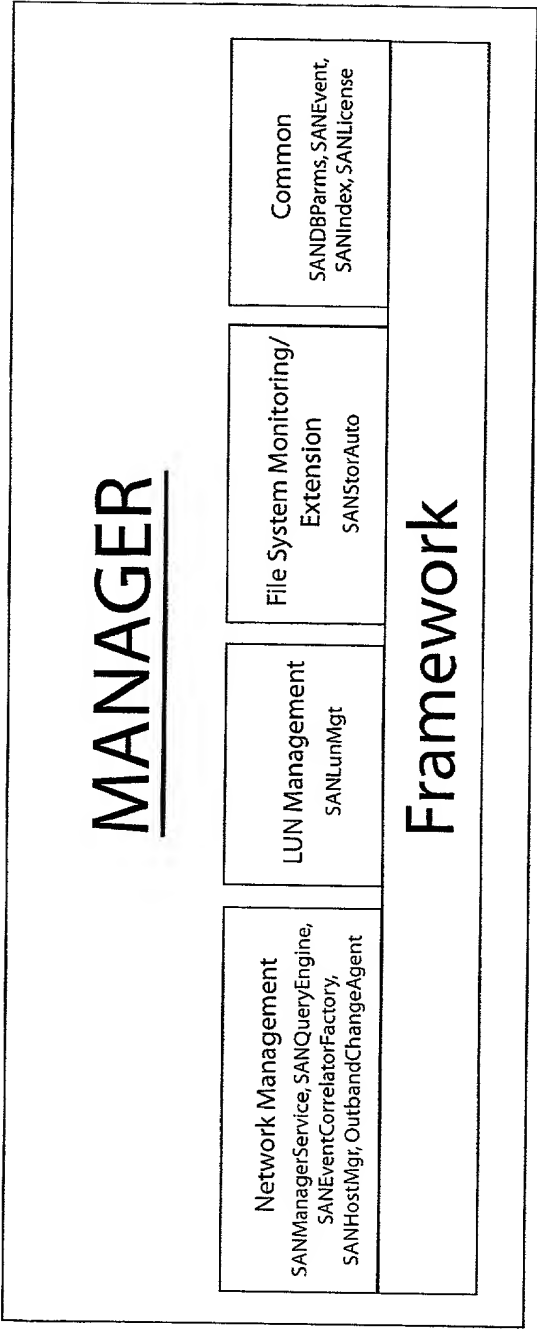 MANAGER
Network Management
SANManagerService, SANQueryEngine,
SANEventCorrelatorFactory,
SANHostMgr, OutbandChangeAgent
LUN Management
SANLunMgt
File System Monitoring/
Extension
SANStorAuto
Common
SANDBParms, SANEvent,
SANIndex, SANLicense
Framework